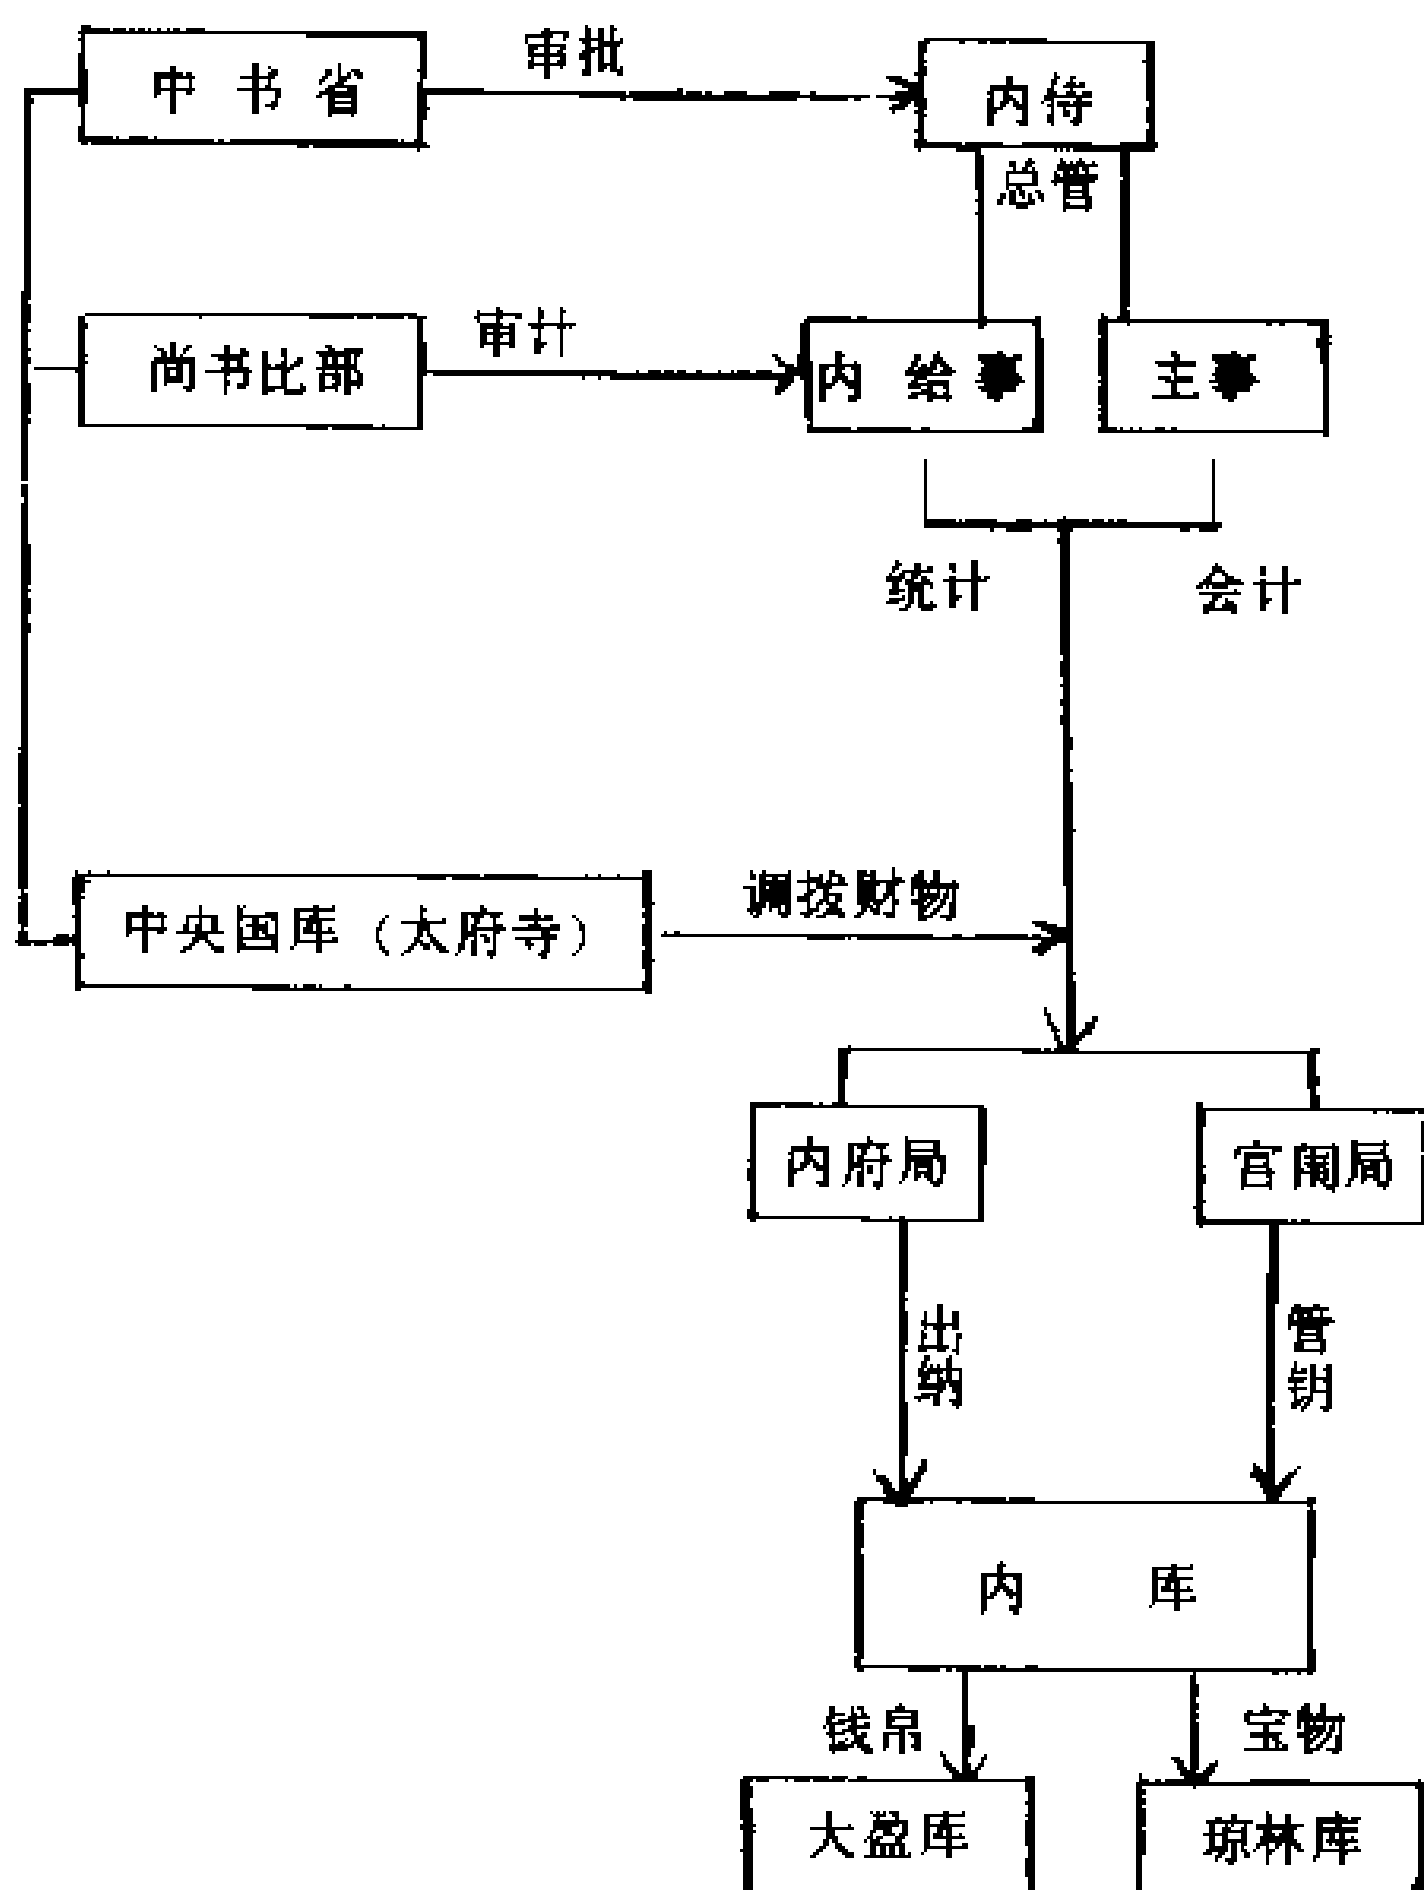 中书省
审批
内侍
总管
尚书比部
审计
内给事
主事
统计
会计
中央国库（太府寺）
调拨财物
内府局
宫闱局
出纳
管钥
内库
钱帛
宝物
大盈库
琼林库